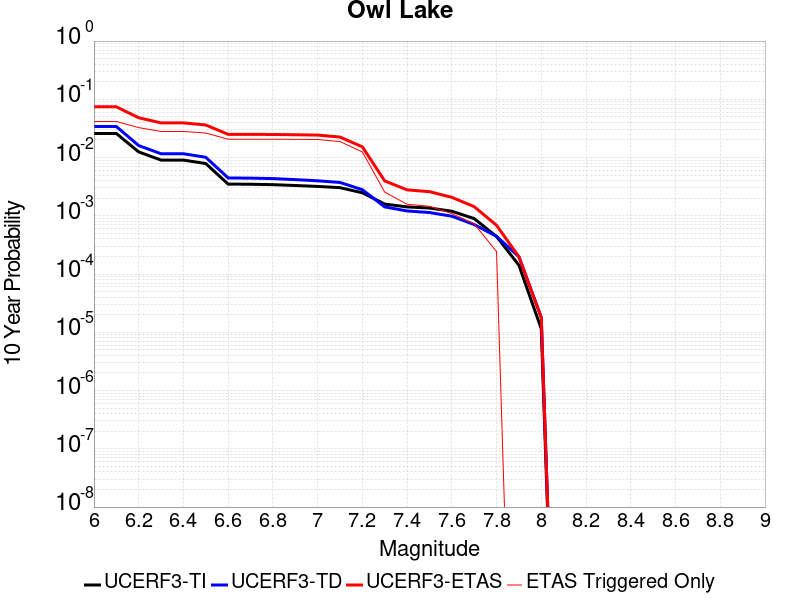 Owl Lake
10^0
10^-1
10^-2
10^-3
10^-4
10^-5
10^-6
10^-7
10^-8
10 Year Probability
6 6.2 6.4 6.6 6.8 7 7.2 7.4 7.6 7.8 8 8.2 8.4 8.6 8.8 9
Magnitude
UCERF3-TI UCERF3-TD UCERF3-ETAS ETAS Triggered Only